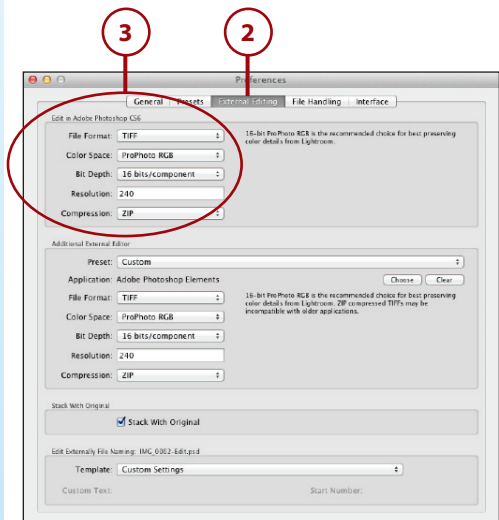 3
2
Preferences
General Presets External Editing File Handling Interface
Edit in Adobe Photoshop CS6
File Format: TIFF
16-bit ProPhoto RGB is the recommended choice for best preserving
color details from Lightroom.
Color Space: ProPhoto RGB
Bit Depth: 16 bits/component
Resolution: 240
Compression: ZIP
Additional External Editor
Preset: Custom
Application: Adobe Photoshop Elements
Choose Clear
File Format: TIFF
16-bit ProPhoto RGB is the recommended choice for best preserving
color details from Lightroom. ZIP compressed TIFFs may be
incompatible with older applications.
Color Space: ProPhoto RGB
Bit Depth: 16 bits/component
Resolution: 240
Compression: ZIP
Stack With Original
Stack With Original
Edit Externally File Naming: IMG_0002-Edit.psd
Template: Custom Settings
Custom Text: Start Number: